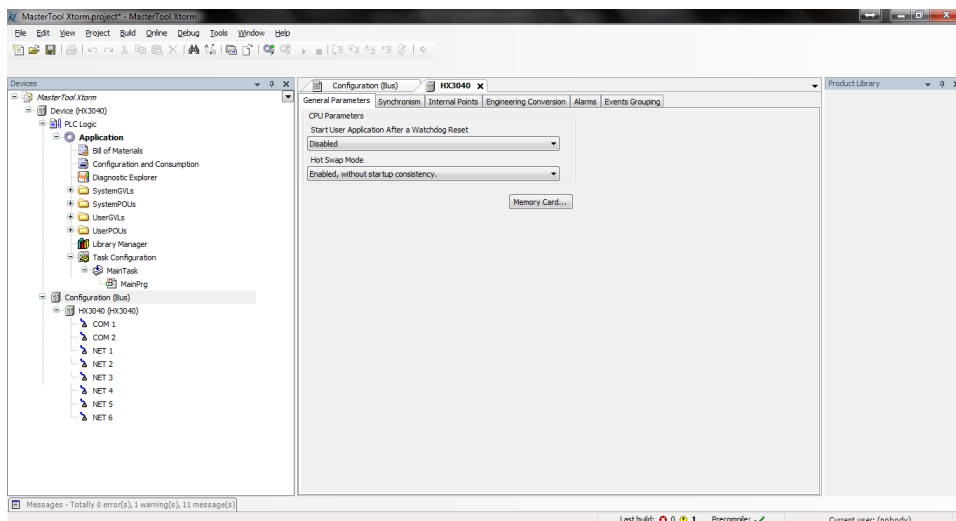 MasterTool Xtorm.project* - MasterTool Xtorm
File Edit View Project Build Online Debug Tools Window Help
Devices
MasterTool Xtorm
Device (HX3040)
PLC Logic
Application
Bill of Materials
Configuration and Consumption
Diagnostic Explorer
SystemGVLs
SystemPOUs
UserGVLs
UserPOUs
Library Manager
Task Configuration
MainTask
MainPrg
Configuration (Bus)
HX3040 (HX3040)
COM 1
COM 2
NET 1
NET 2
NET 3
NET 4
NET 5
NET 6
Configuration (Bus) HX3040
General Parameters Synchronism Internal Points Engineering Conversion Alarms Events Grouping
CPU Parameters
Start User Application After a Watchdog Reset
Disabled
Hot Swap Mode
Enabled, without startup consistency.
Memory Card...
Product Library
Messages - Totally 0 error(s), 1 warning(s), 11 message(s)
Last build: 0 1 Precompile: Current user: (nobody)